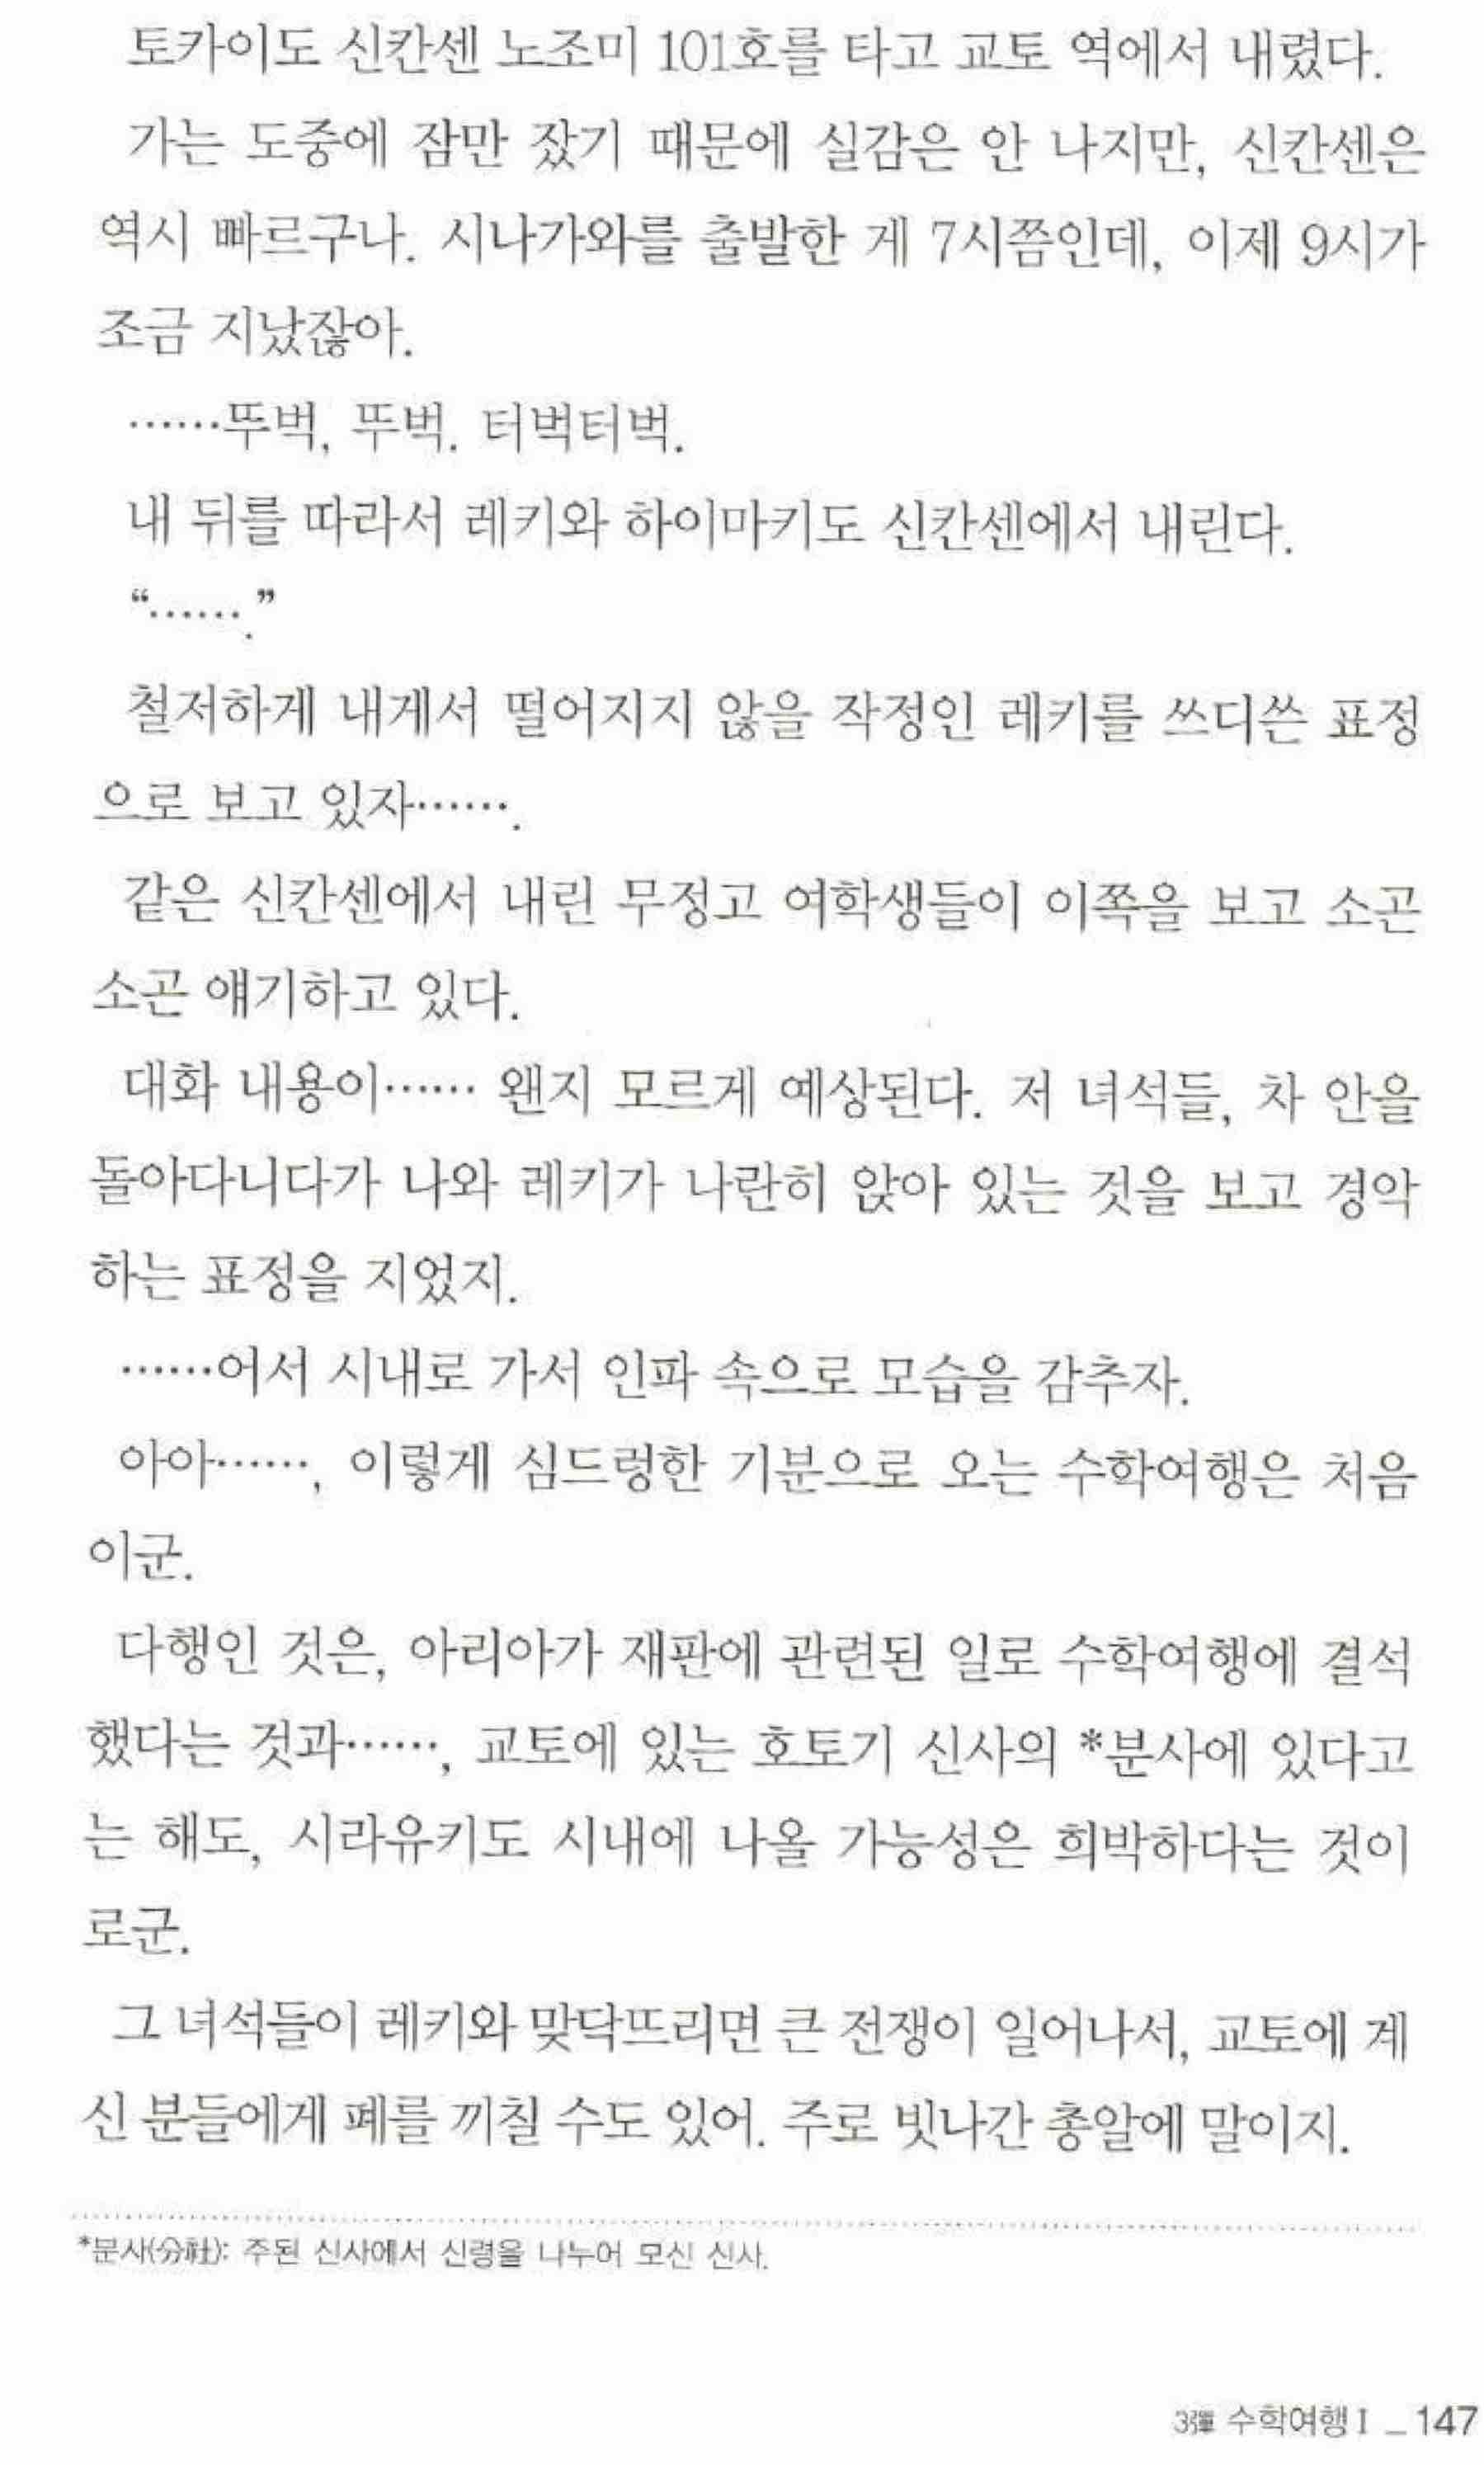 토카이도 신칸센 노조미 101호를 타고 교토 역에서 내렸다.
가는 도중에 잠만 잤기 때문에 실감은 안 나지만, 신칸센은
역시 빠르구나. 시나가와를 출발한 게 7시쯤인데, 이제 9시가
조금 지났잖아.
……뚜벅, 뚜벅. 터벅터벅.
내 뒤를 따라서 레키와 하이마키도 신칸센에서 내린다.
“…….”
철저하게 내게서 떨어지지 않을 작정인 레키를 쓰디쓴 표정
으로 보고 있자…….
같은 신칸센에서 내린 무정고 여학생들이 이쪽을 보고 소곤
소곤 얘기하고 있다.
대화 내용이…… 왠지 모르게 예상된다. 저 녀석들, 차 안을
돌아다니다가 나와 레키가 나란히 앉아 있는 것을 보고 경악
하는 표정을 지었지.
……어서 시내로 가서 인파 속으로 모습을 감추자.
아아……, 이렇게 심드렁한 기분으로 오는 수학여행은 처음
이군.
다행인 것은, 아리아가 재판에 관련된 일로 수학여행에 결석
했다는 것과……, 교토에 있는 호토기 신사의 *분사에 있다고
는 해도, 시라유키도 시내에 나올 가능성은 희박하다는 것이
로군.
그 녀석들이 레키와 맞닥뜨리면 큰 전쟁이 일어나서, 교토에 계
신 분들에게 폐를 끼칠 수도 있어. 주로 빗나간 총알에 말이지.
*분사(分社): 주된 신사에서 신령을 나누어 모신 신사.
3彈 수학여행 I _ 147